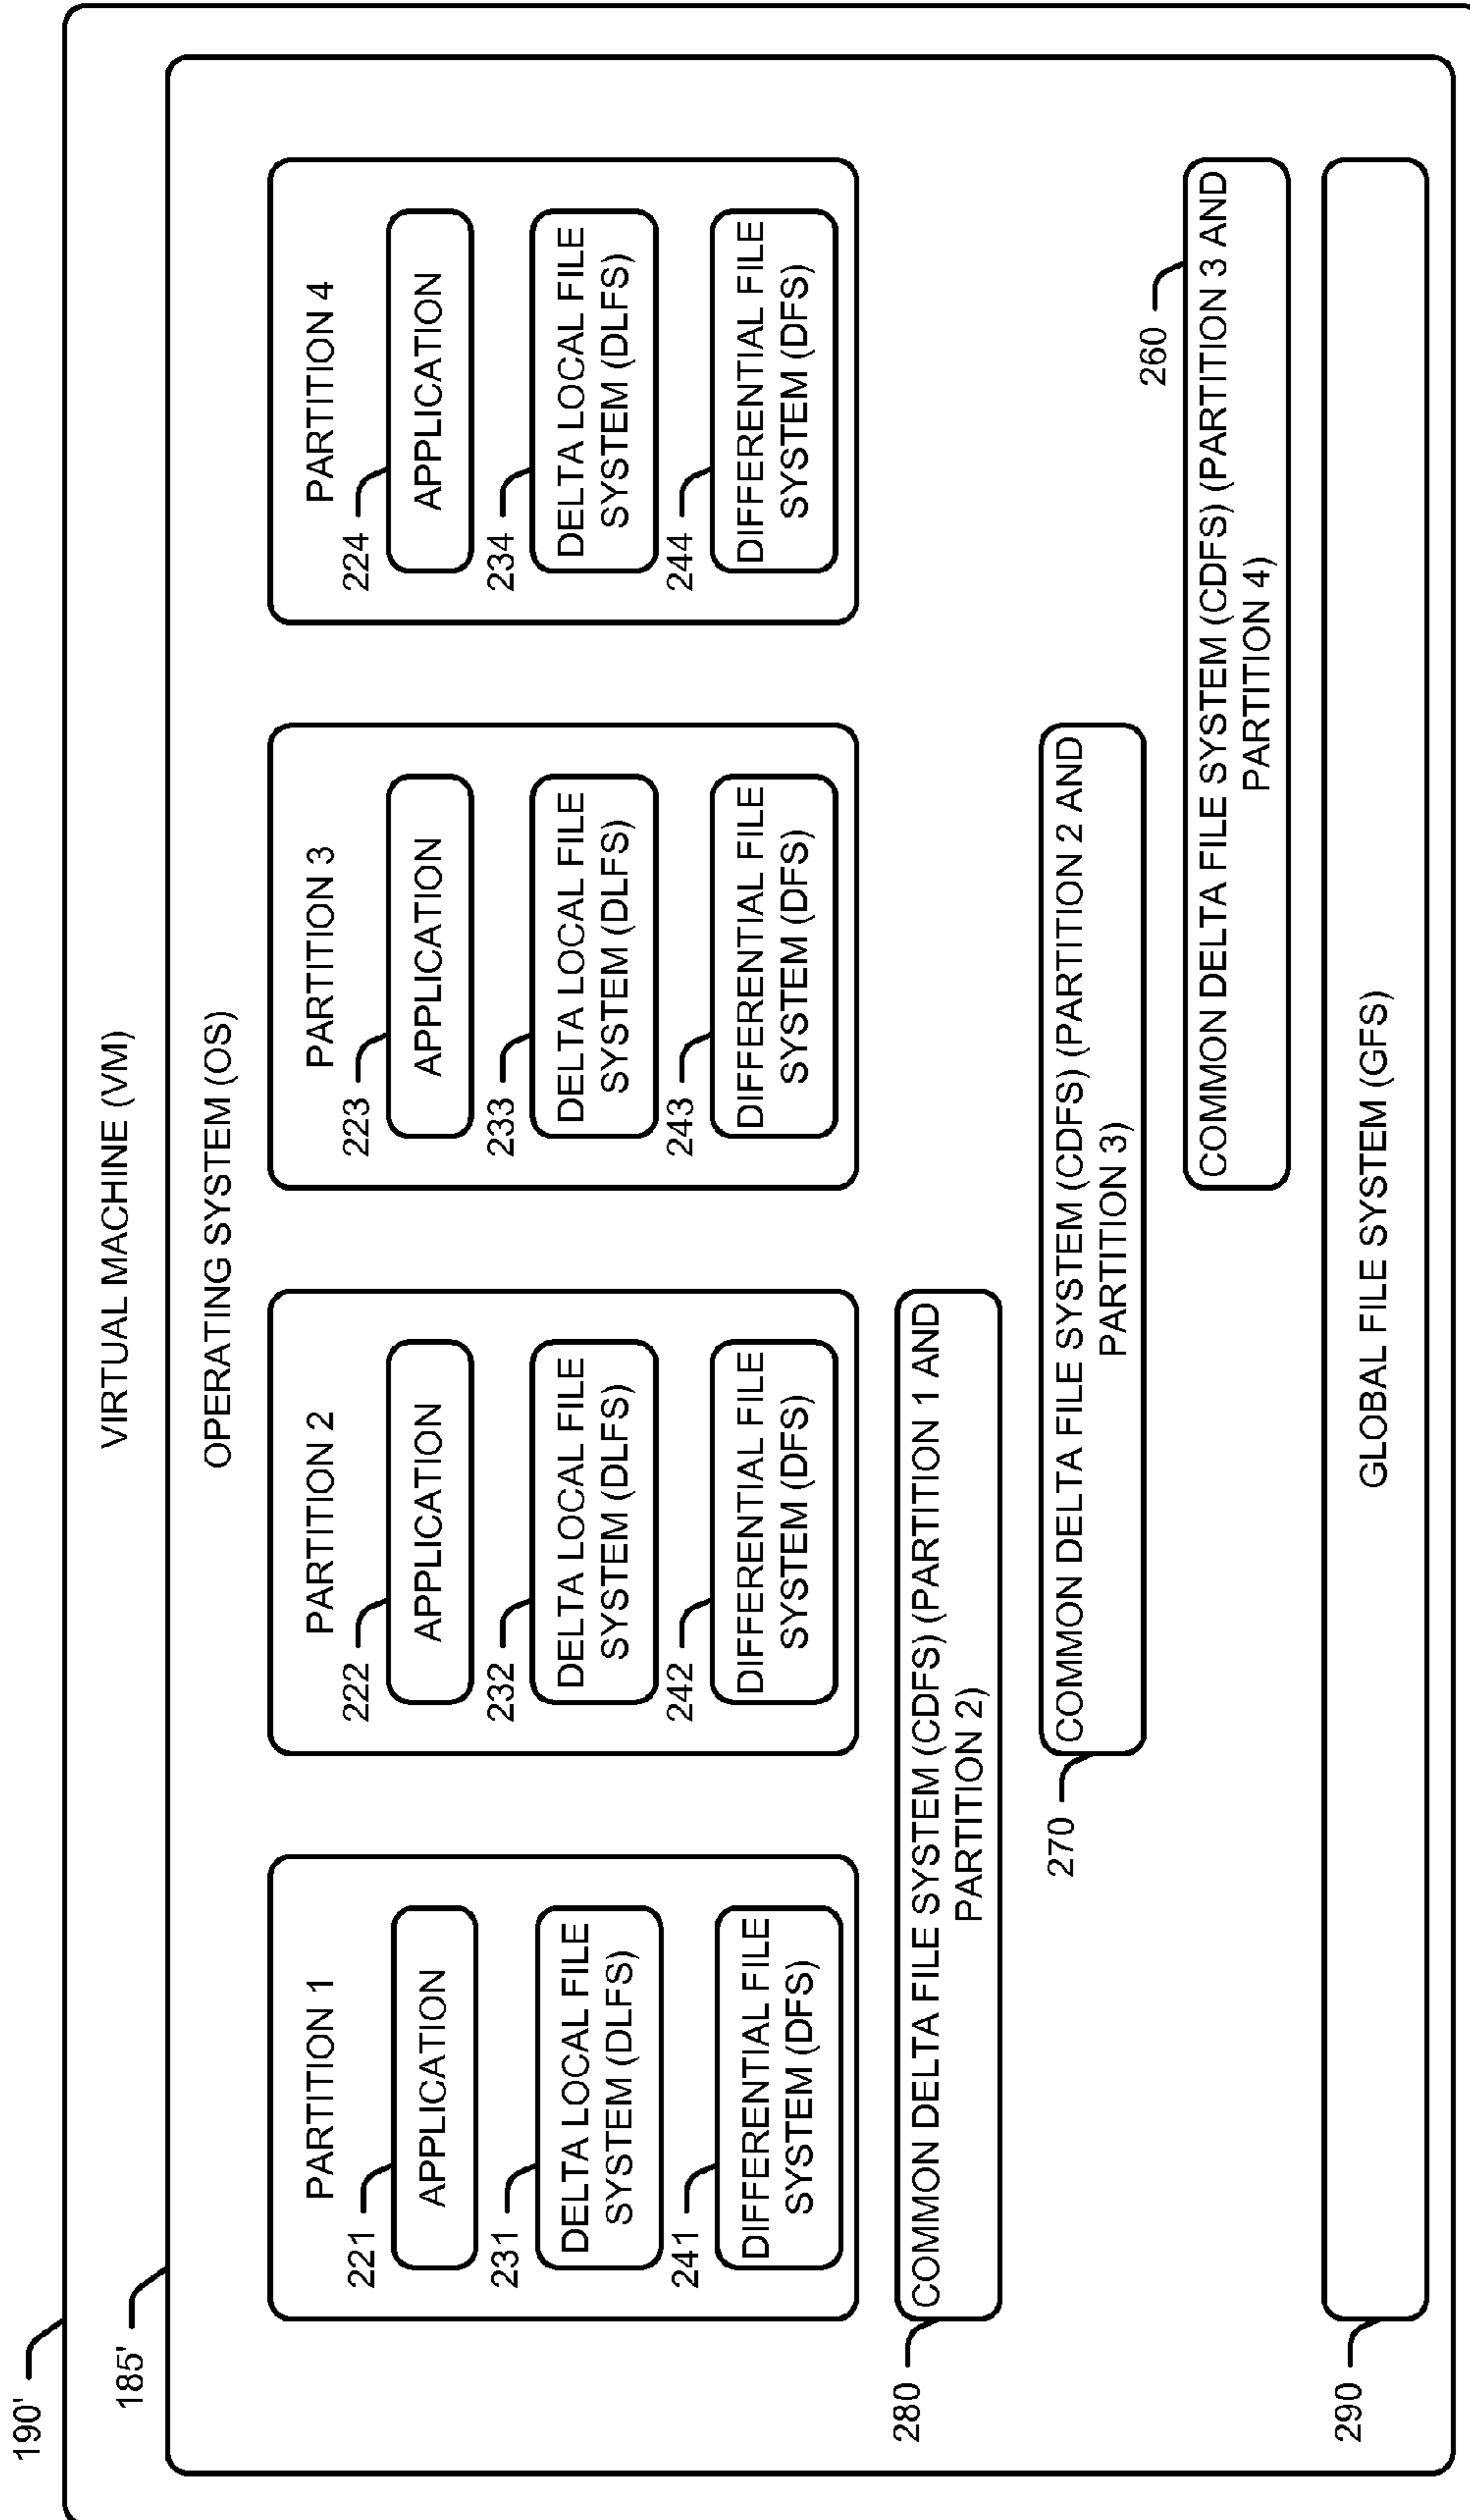 190'
VIRTUAL MACHINE (VM)
185'
OPERATING SYSTEM (OS)
PARTITION 1
221
APPLICATION
231
DELTA LOCAL FILE
SYSTEM (DLFS)
241
DIFFERENTIAL FILE
SYSTEM (DFS)
PARTITION 2
222
APPLICATION
232
DELTA LOCAL FILE
SYSTEM (DLFS)
242
DIFFERENTIAL FILE
SYSTEM (DFS)
PARTITION 3
223
APPLICATION
233
DELTA LOCAL FILE
SYSTEM (DLFS)
243
DIFFERENTIAL FILE
SYSTEM (DFS)
PARTITION 4
224
APPLICATION
234
DELTA LOCAL FILE
SYSTEM (DLFS)
244
DIFFERENTIAL FILE
SYSTEM (DFS)
280
COMMON DELTA FILE SYSTEM (CDFS) (PARTITION 1 AND
PARTITION 2)
270
COMMON DELTA FILE SYSTEM (CDFS) (PARTITION 2 AND
PARTITION 3)
260
COMMON DELTA FILE SYSTEM (CDFS) (PARTITION 3 AND
PARTITION 4)
290
GLOBAL FILE SYSTEM (GFS)